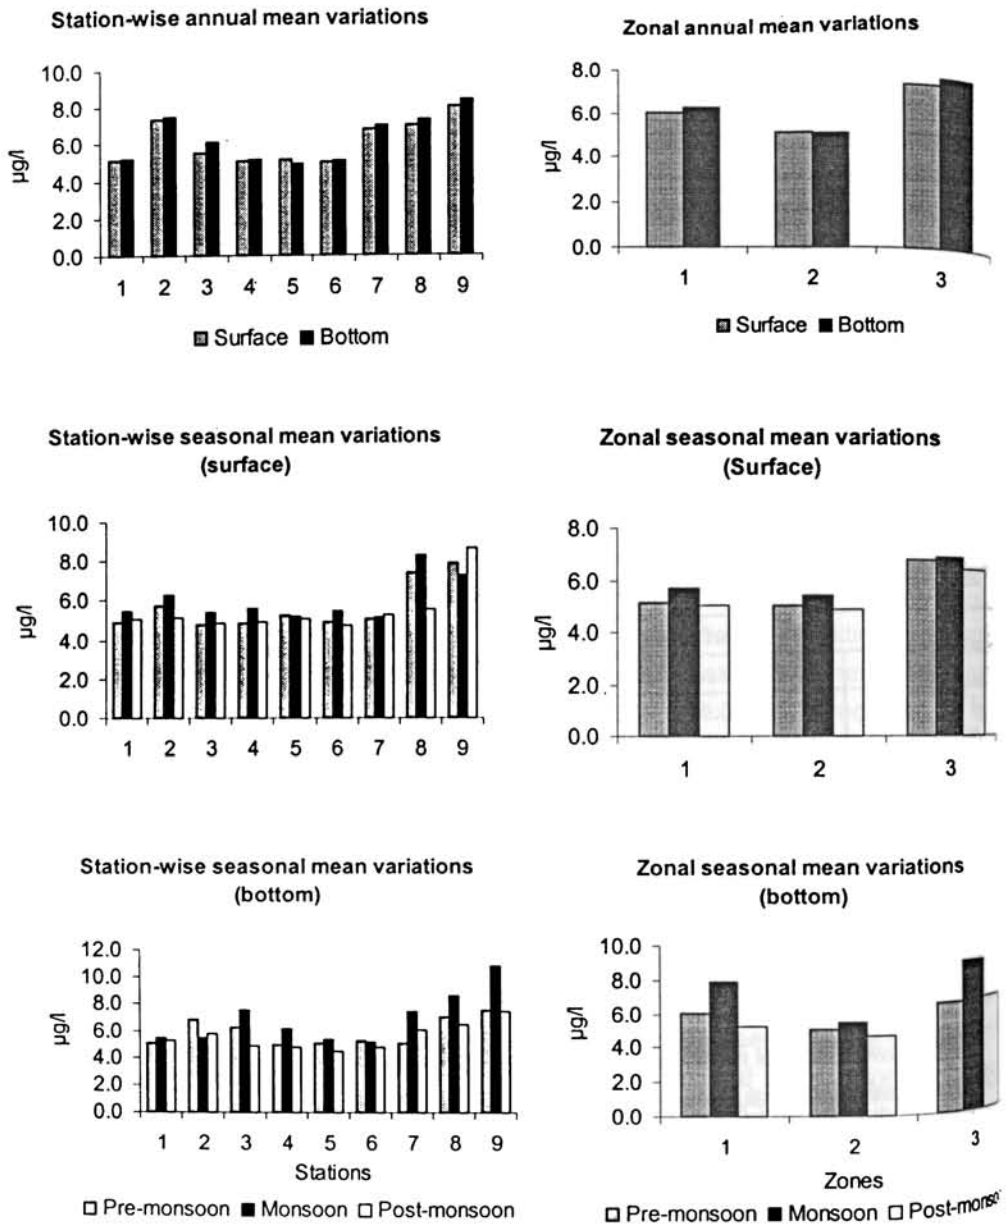 Station-wise annual mean variations
µg/l
10.0
8.0
6.0
4.0
2.0
0.0
1 2 3 4 5 6 7 8 9
Surface Bottom
Zonal annual mean variations
µg/l
8.0
6.0
4.0
2.0
0.0
1 2 3
Surface Bottom
Station-wise seasonal mean variations
(surface)
µg/l
10.0
8.0
6.0
4.0
2.0
0.0
1 2 3 4 5 6 7 8 9
Zonal seasonal mean variations
(Surface)
µg/l
8.0
6.0
4.0
2.0
0.0
1 2 3
Station-wise seasonal mean variations
(bottom)
µg/l
12.0
10.0
8.0
6.0
4.0
2.0
0.0
1 2 3 4 5 6 7 8 9
Stations
Pre-monsoon Monsoon Post-monsoon
Zonal seasonal mean variations
(bottom)
µg/l
10.0
8.0
6.0
4.0
2.0
0.0
1 2 3
Zones
Pre-monsoon Monsoon Post-monso